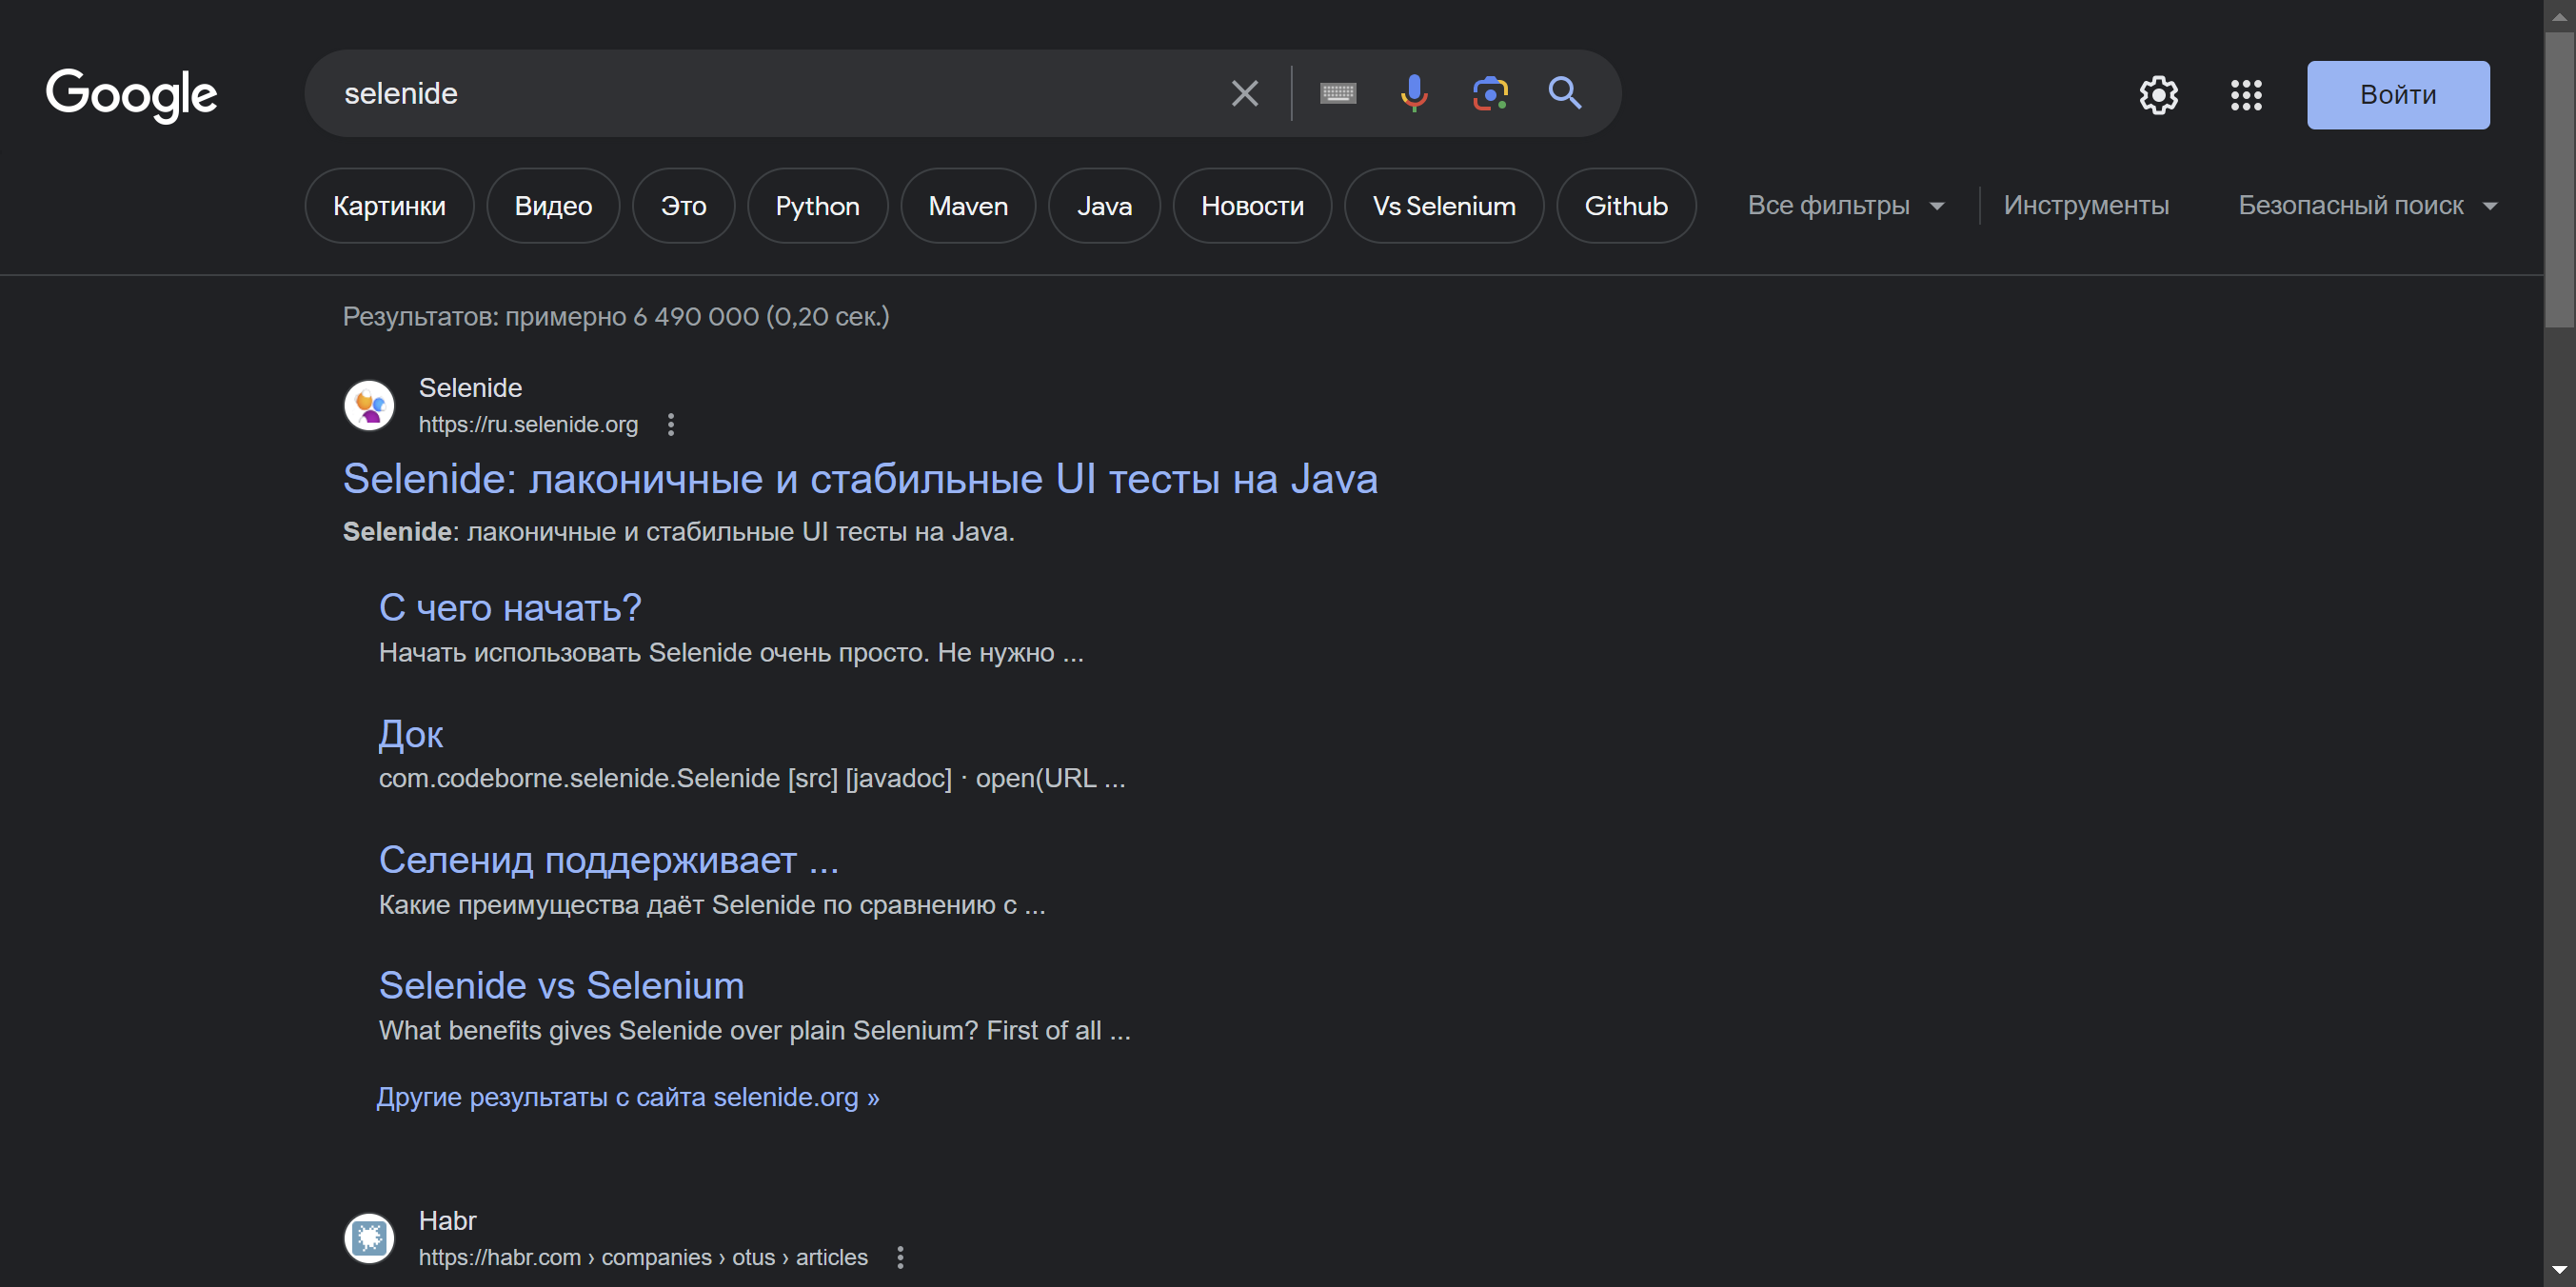 Google
selenide
Войти
Картинки Видео Это Python Maven Java Новости Vs Selenium Github Все фильтры Инструменты Безопасный поиск
Результатов: примерно 6 490 000 (0,20 сек.)
Selenide
https://ru.selenide.org
Selenide: лаконичные и стабильные UI тесты на Java
Selenide: лаконичные и стабильные UI тесты на Java.
С чего начать?
Начать использовать Selenide очень просто. Не нужно ...
Док
com.codeborne.selenide.Selenide [src] [javadoc] · open(URL ...
Селенид поддерживает ...
Какие преимущества даёт Selenide по сравнению с ...
Selenide vs Selenium
What benefits gives Selenide over plain Selenium? First of all ...
Другие результаты с сайта selenide.org »
Habr
https://habr.com › companies › otus › articles